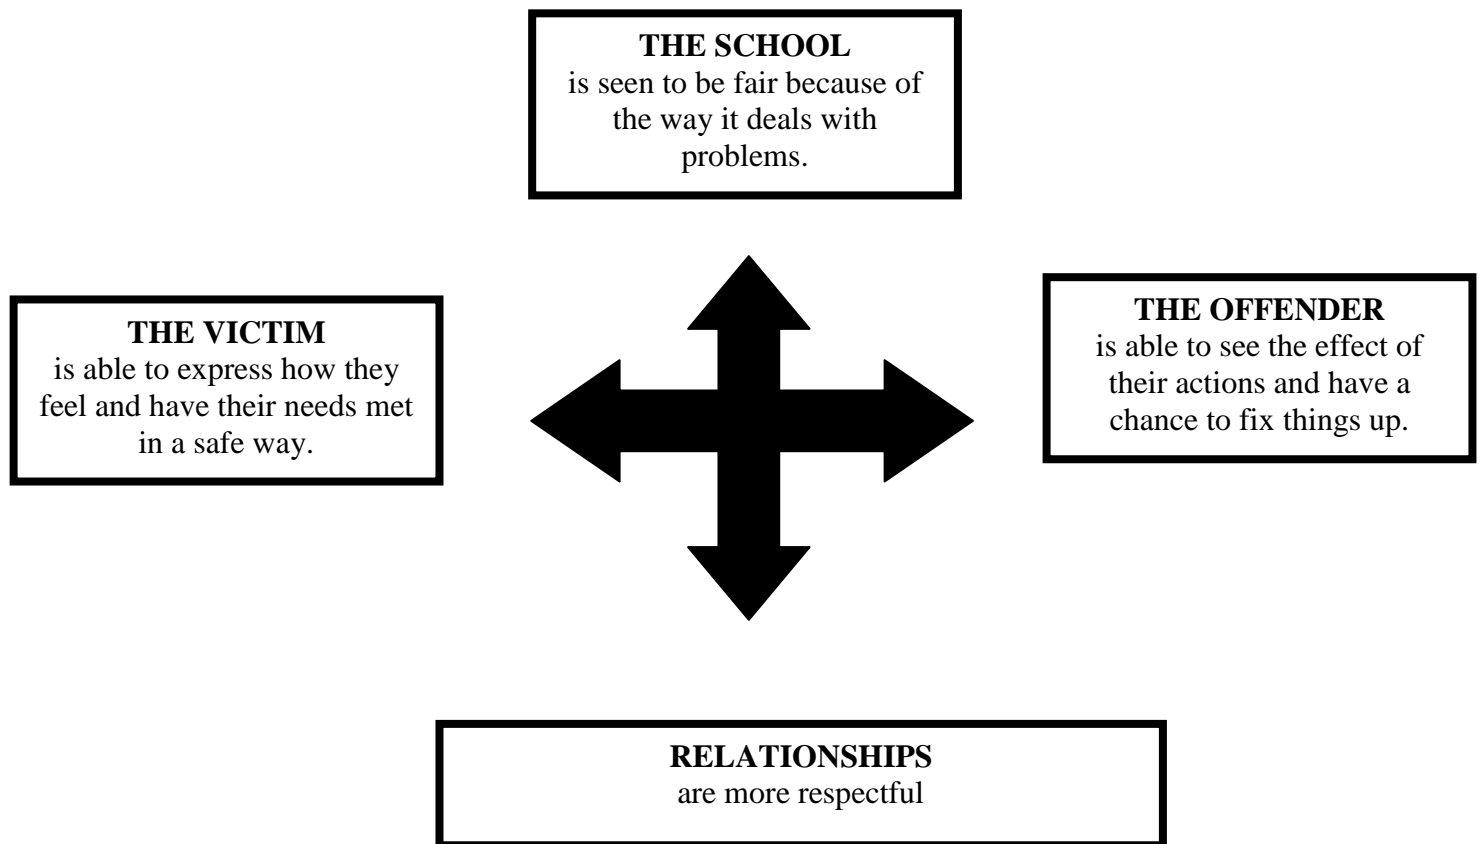 THE SCHOOL
is seen to be fair because of
the way it deals with
problems.
THE VICTIM
is able to express how they
feel and have their needs met
in a safe way.
THE OFFENDER
is able to see the effect of
their actions and have a
chance to fix things up.
RELATIONSHIPS
are more respectful